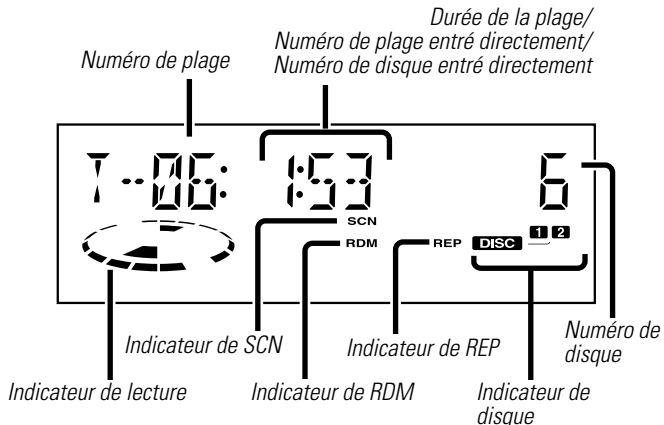 Durée de la plage/
Numéro de plage entré directement/
Numéro de disque entré directement
Numéro de plage
T--06: 1:53 6
SCN
RDM REP DISC 1 2
Indicateur de SCN
Indicateur de REP
Numéro de
disque
Indicateur de lecture
Indicateur de RDM
Indicateur de
disque